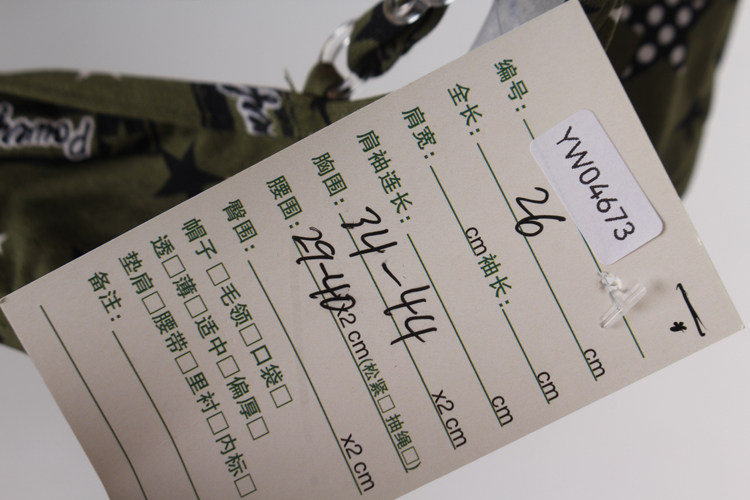 编号: YW04673
全长: 26 cm
肩宽: cm 袖长: cm
肩袖连长: cm
胸围: 34-44 x2 cm
腰围: 29-40 x2 cm (松紧□ 抽绳□)
臀围: x2 cm
帽子□ 毛领□ 口袋□
透□ 薄□ 适中□ 偏厚□
垫肩□ 腰带□ 里衬□ 内标□
备注:
Power